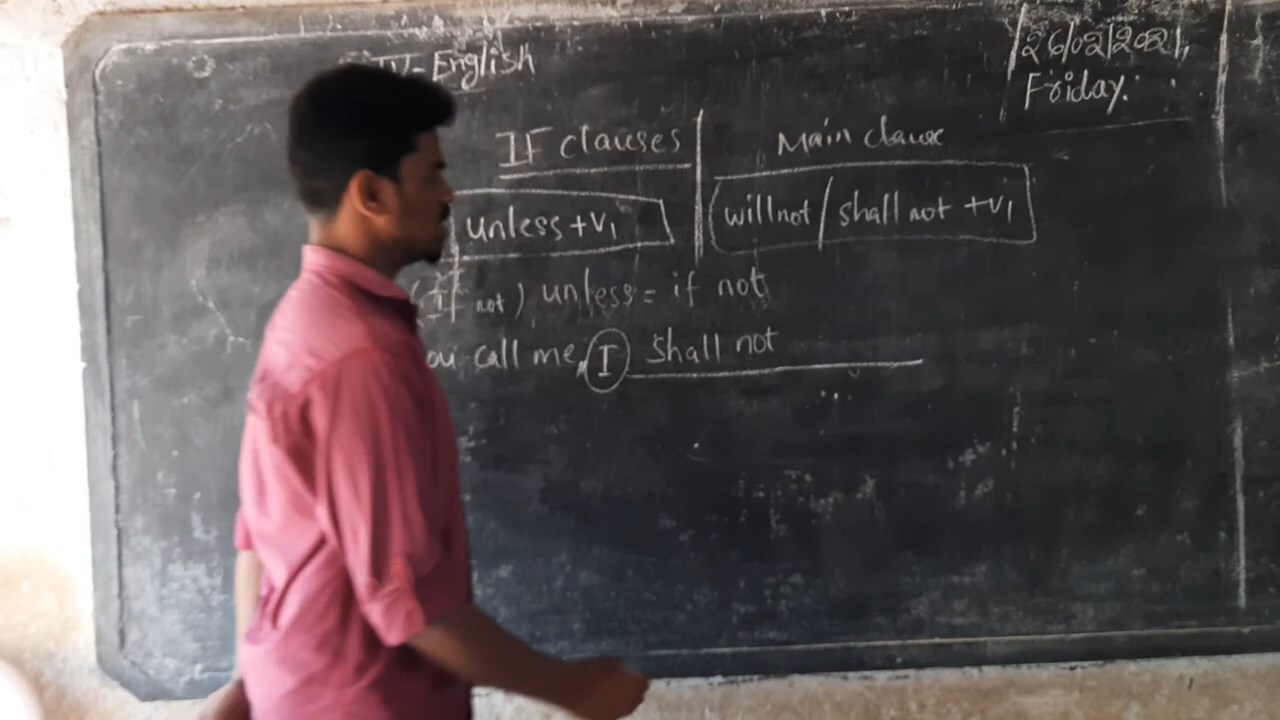 IV-English
26/02/2021,
Friday.
IF clauses | Main clause
unless+V1 | will not / shall not +V1
(If not) unless = if not
call me, I shall not